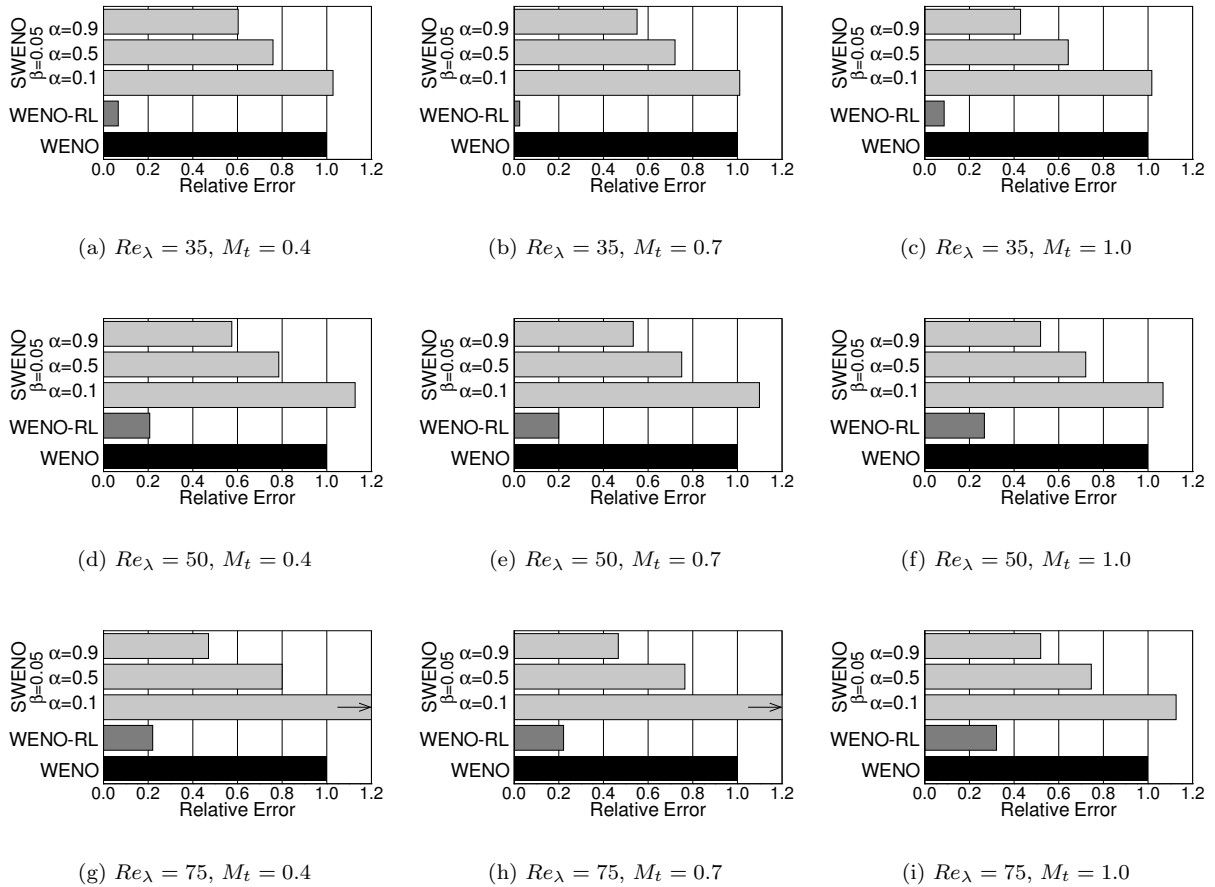 SWENO
β=0.05
α=0.9
α=0.5
α=0.1
WENO-RL
WENO
0.0 0.2 0.4 0.6 0.8 1.0 1.2
Relative Error
(a) Reλ = 35, Mt = 0.4
SWENO
β=0.05
α=0.9
α=0.5
α=0.1
WENO-RL
WENO
0.0 0.2 0.4 0.6 0.8 1.0 1.2
Relative Error
(b) Reλ = 35, Mt = 0.7
SWENO
β=0.05
α=0.9
α=0.5
α=0.1
WENO-RL
WENO
0.0 0.2 0.4 0.6 0.8 1.0 1.2
Relative Error
(c) Reλ = 35, Mt = 1.0
SWENO
β=0.05
α=0.9
α=0.5
α=0.1
WENO-RL
WENO
0.0 0.2 0.4 0.6 0.8 1.0 1.2
Relative Error
(d) Reλ = 50, Mt = 0.4
SWENO
β=0.05
α=0.9
α=0.5
α=0.1
WENO-RL
WENO
0.0 0.2 0.4 0.6 0.8 1.0 1.2
Relative Error
(e) Reλ = 50, Mt = 0.7
SWENO
β=0.05
α=0.9
α=0.5
α=0.1
WENO-RL
WENO
0.0 0.2 0.4 0.6 0.8 1.0 1.2
Relative Error
(f) Reλ = 50, Mt = 1.0
SWENO
β=0.05
α=0.9
α=0.5
α=0.1
WENO-RL
WENO
0.0 0.2 0.4 0.6 0.8 1.0 1.2
Relative Error
(g) Reλ = 75, Mt = 0.4
SWENO
β=0.05
α=0.9
α=0.5
α=0.1
WENO-RL
WENO
0.0 0.2 0.4 0.6 0.8 1.0 1.2
Relative Error
(h) Reλ = 75, Mt = 0.7
SWENO
β=0.05
α=0.9
α=0.5
α=0.1
WENO-RL
WENO
0.0 0.2 0.4 0.6 0.8 1.0 1.2
Relative Error
(i) Reλ = 75, Mt = 1.0